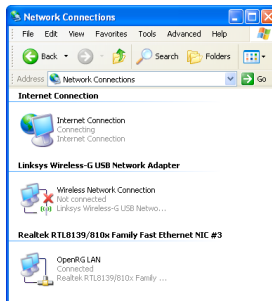 Network Connections
File Edit View Favorites Tools Advanced Help
Back Search Folders
Address Network Connections Go
Internet Connection
Internet Connection
Connecting
Internet Connection
Linksys Wireless-G USB Network Adapter
Wireless Network Connection
Not connected
Linksys Wireless-G USB Netwo...
Realtek RTL8139/810x Family Fast Ethernet NIC #3
OpenRG LAN
Connected
Realtek RTL8139/810x Family ...